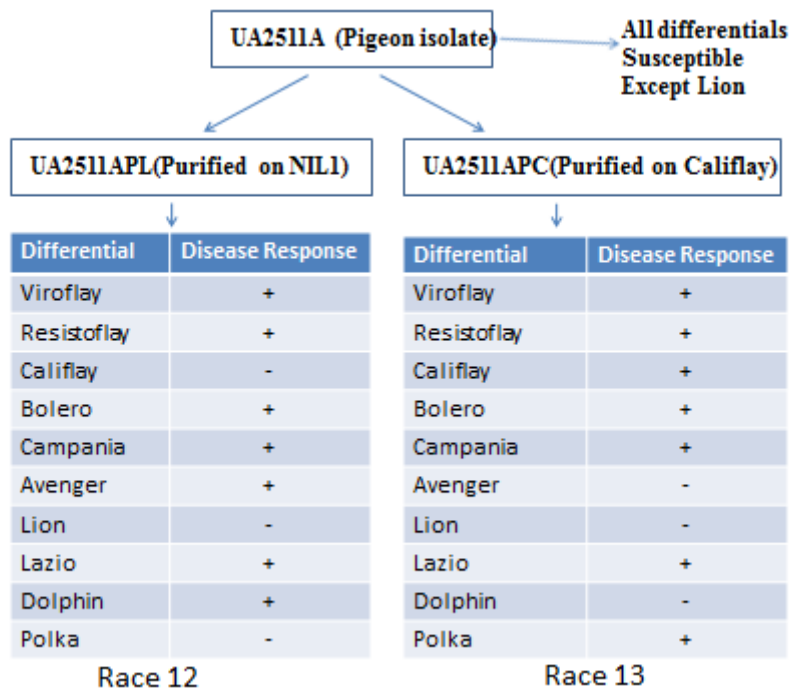 UA2511A (Pigeon isolate)
All differentials
Susceptible
Except Lion
UA2511APL(Purified on NIL1)
UA2511APC(Purified on Califlay)
Differential Disease Response
Viroflay +
Resistoflay +
Califlay -
Bolero +
Campania +
Avenger +
Lion -
Lazio +
Dolphin +
Polka -
Race 12
Differential Disease Response
Viroflay +
Resistoflay +
Califlay +
Bolero +
Campania +
Avenger -
Lion -
Lazio +
Dolphin -
Polka +
Race 13